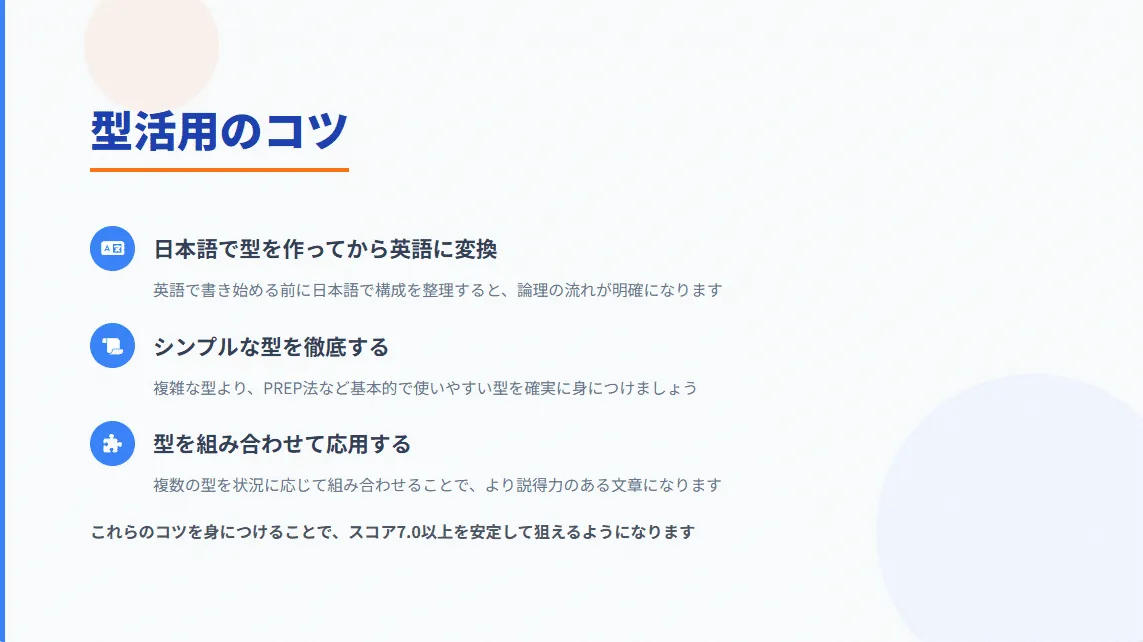 型活用のコツ
日本語で型を作ってから英語に変換
英語で書き始める前に日本語で構成を整理すると、論理の流れが明確になります
シンプルな型を徹底する
複雑な型より、PREP法など基本的で使いやすい型を確実に身につけましょう
型を組み合わせて応用する
複数の型を状況に応じて組み合わせることで、より説得力のある文章になります
これらのコツを身につけることで、スコア7.0以上を安定して狙えるようになります